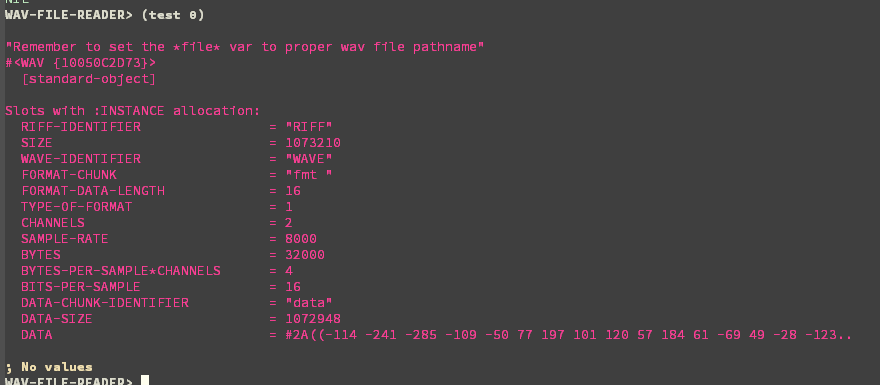 NIL
WAV-FILE-READER> (test 0)
"Remember to set the *file* var to proper wav file pathname"
#<WAV {10050C2D73}>
[standard-object]
Slots with :INSTANCE allocation:
RIFF-IDENTIFIER = "RIFF"
SIZE = 1073210
WAVE-IDENTIFIER = "WAVE"
FORMAT-CHUNK = "fmt "
FORMAT-DATA-LENGTH = 16
TYPE-OF-FORMAT = 1
CHANNELS = 2
SAMPLE-RATE = 8000
BYTES = 32000
BYTES-PER-SAMPLE*CHANNELS = 4
BITS-PER-SAMPLE = 16
DATA-CHUNK-IDENTIFIER = "data"
DATA-SIZE = 1072948
DATA = #2A((-114 -241 -285 -109 -50 77 197 101 120 57 184 61 -69 49 -28 -123..
; No values
WAV-FILE-READER>